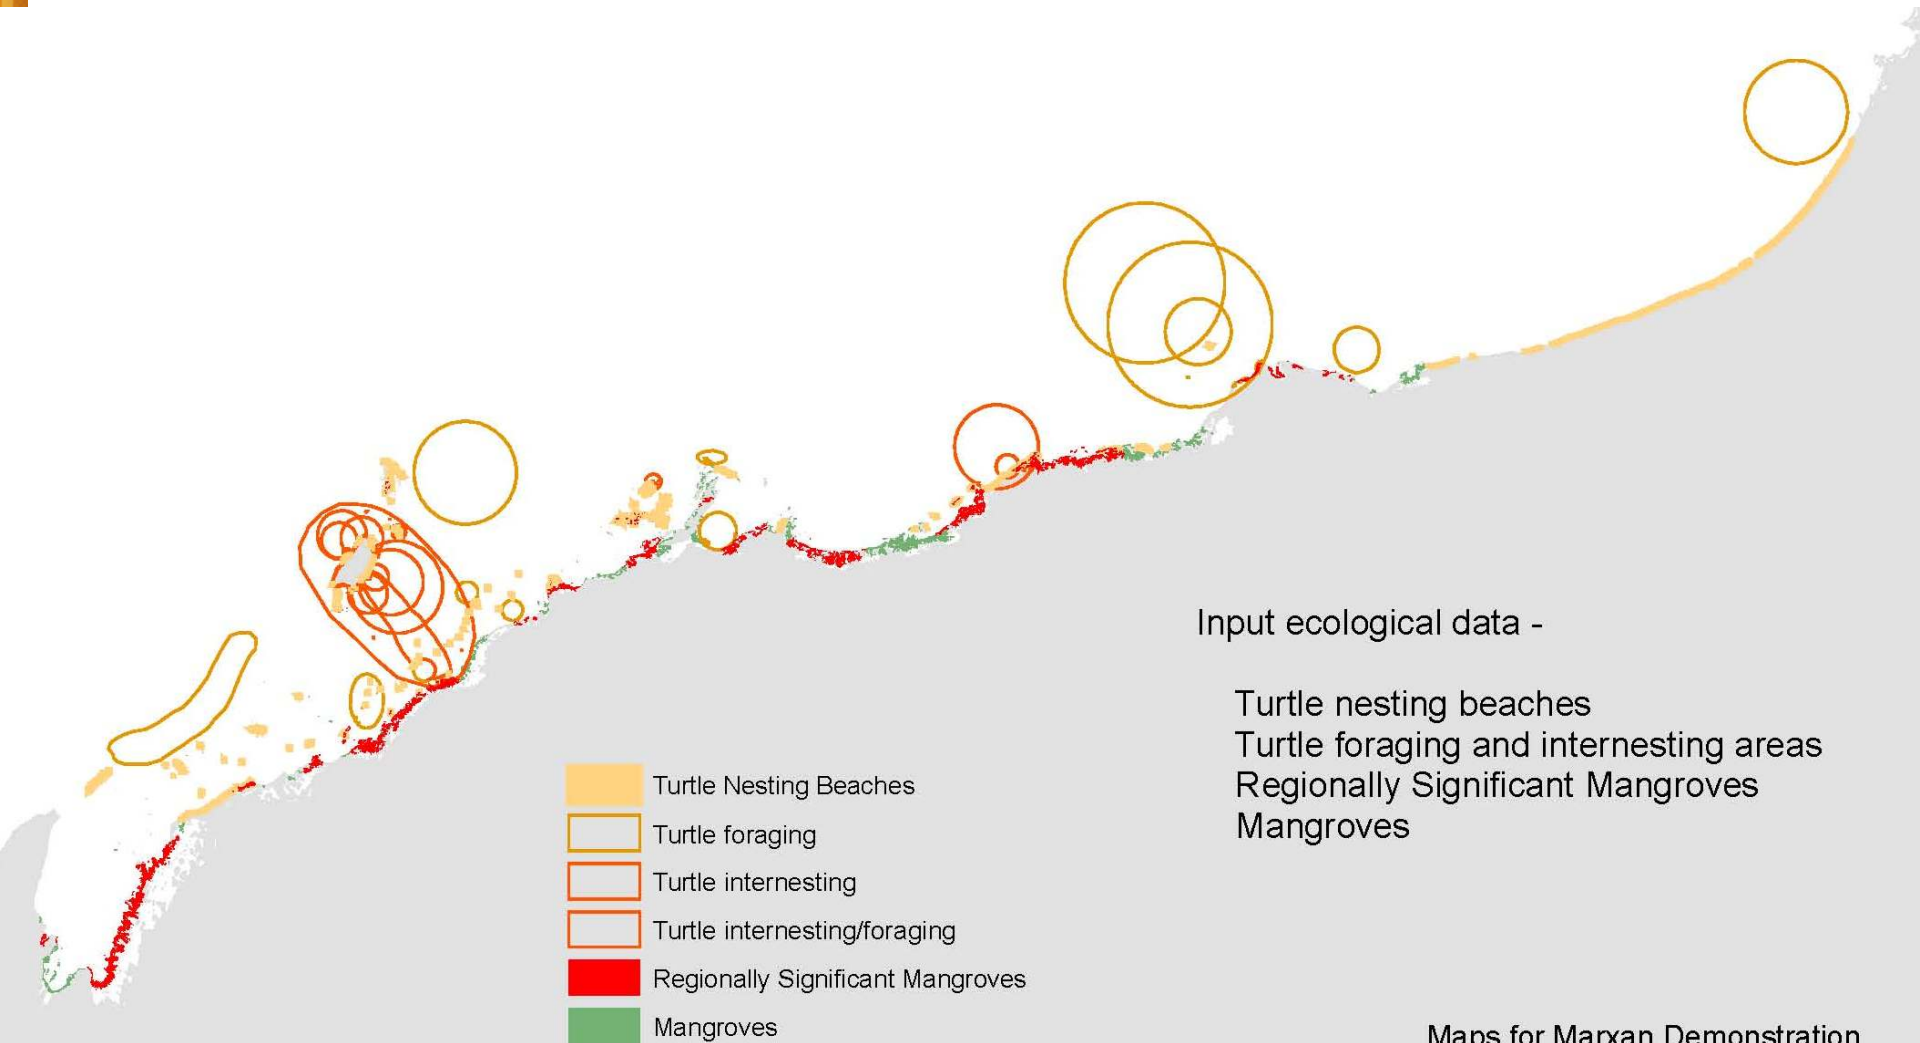 Input ecological data -
Turtle nesting beaches
Turtle foraging and internesting areas
Regionally Significant Mangroves
Mangroves
Turtle Nesting Beaches
Turtle foraging
Turtle internesting
Turtle internesting/foraging
Regionally Significant Mangroves
Mangroves
Maps for Marxan Demonstration